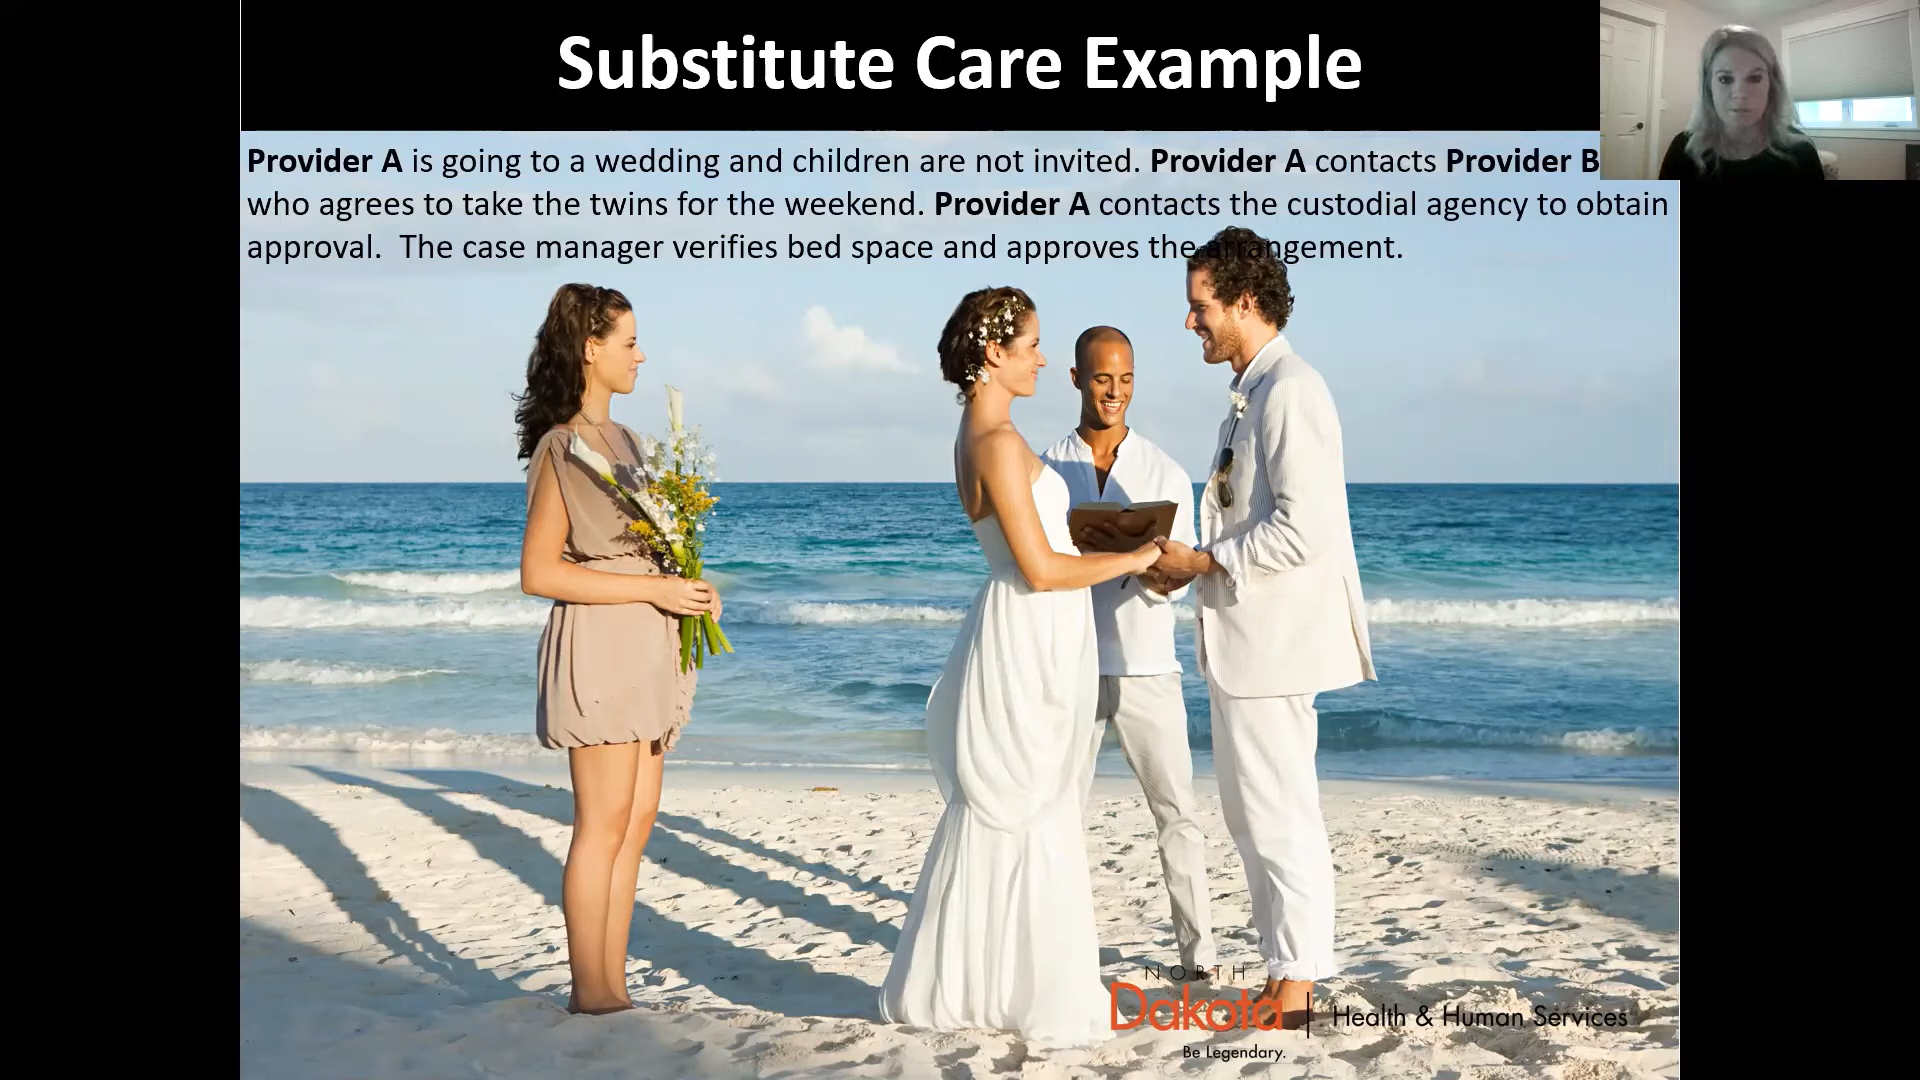 Substitute Care Example
Provider A is going to a wedding and children are not invited. Provider A contacts Provider B
who agrees to take the twins for the weekend. Provider A contacts the custodial agency to obtain
approval. The case manager verifies bed space and approves the arrangement.
NORTH
Dakota | Health & Human Services
Be Legendary.